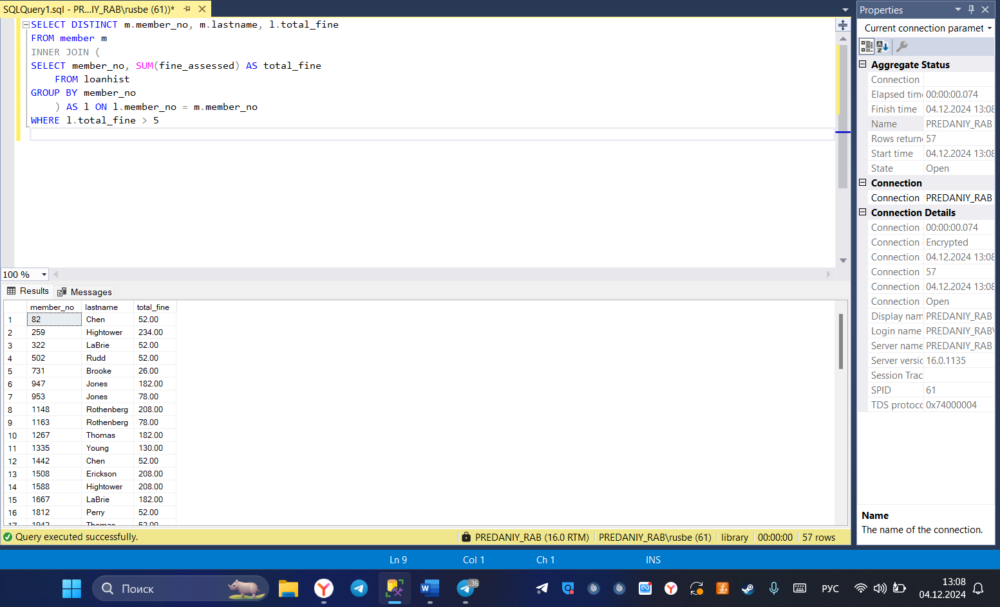 SQLQuery1.sql - PR...IY_RAB\rusbe (61))*
SELECT DISTINCT m.member_no, m.lastname, l.total_fine
FROM member m
INNER JOIN (
SELECT member_no, SUM(fine_assessed) AS total_fine
FROM loanhist
GROUP BY member_no
) AS l ON l.member_no = m.member_no
WHERE l.total_fine > 5
100 %
Results Messages
member_no lastname total_fine
1 82 Chen 52.00
2 259 Hightower 234.00
3 322 LaBrie 52.00
4 502 Rudd 52.00
5 731 Brooke 26.00
6 947 Jones 182.00
7 953 Jones 78.00
8 1148 Rothenberg 208.00
9 1163 Rothenberg 78.00
10 1267 Thomas 182.00
11 1335 Young 130.00
12 1442 Chen 52.00
13 1508 Erickson 208.00
14 1588 Hightower 208.00
15 1667 LaBrie 182.00
16 1812 Perry 52.00
17 1942 Thomas 52.00
Query executed successfully.
PREDANIY_RAB (16.0 RTM) PREDANIY_RAB\rusbe (61) library 00:00:00 57 rows
Properties
Current connection paramet
Aggregate Status
Connection
Elapsed time 00:00:00.074
Finish time 04.12.2024 13:08
Name PREDANIY_RAB
Rows returne 57
Start time 04.12.2024 13:08
State Open
Connection
Connection PREDANIY_RAB
Connection Details
Connection 00:00:00.074
Connection Encrypted
Connection 04.12.2024 13:08
Connection 57
Connection 04.12.2024 13:08
Connection Open
Display nam PREDANIY_RAB
Login name PREDANIY_RAB\
Server name PREDANIY_RAB
Server versic 16.0.1135
Session Trac
SPID 61
TDS protocc 0x74000004
Name
The name of the connection.
Ln 9 Col 1 Ch 1 INS
Поиск
36
РУС
13:08
04.12.2024